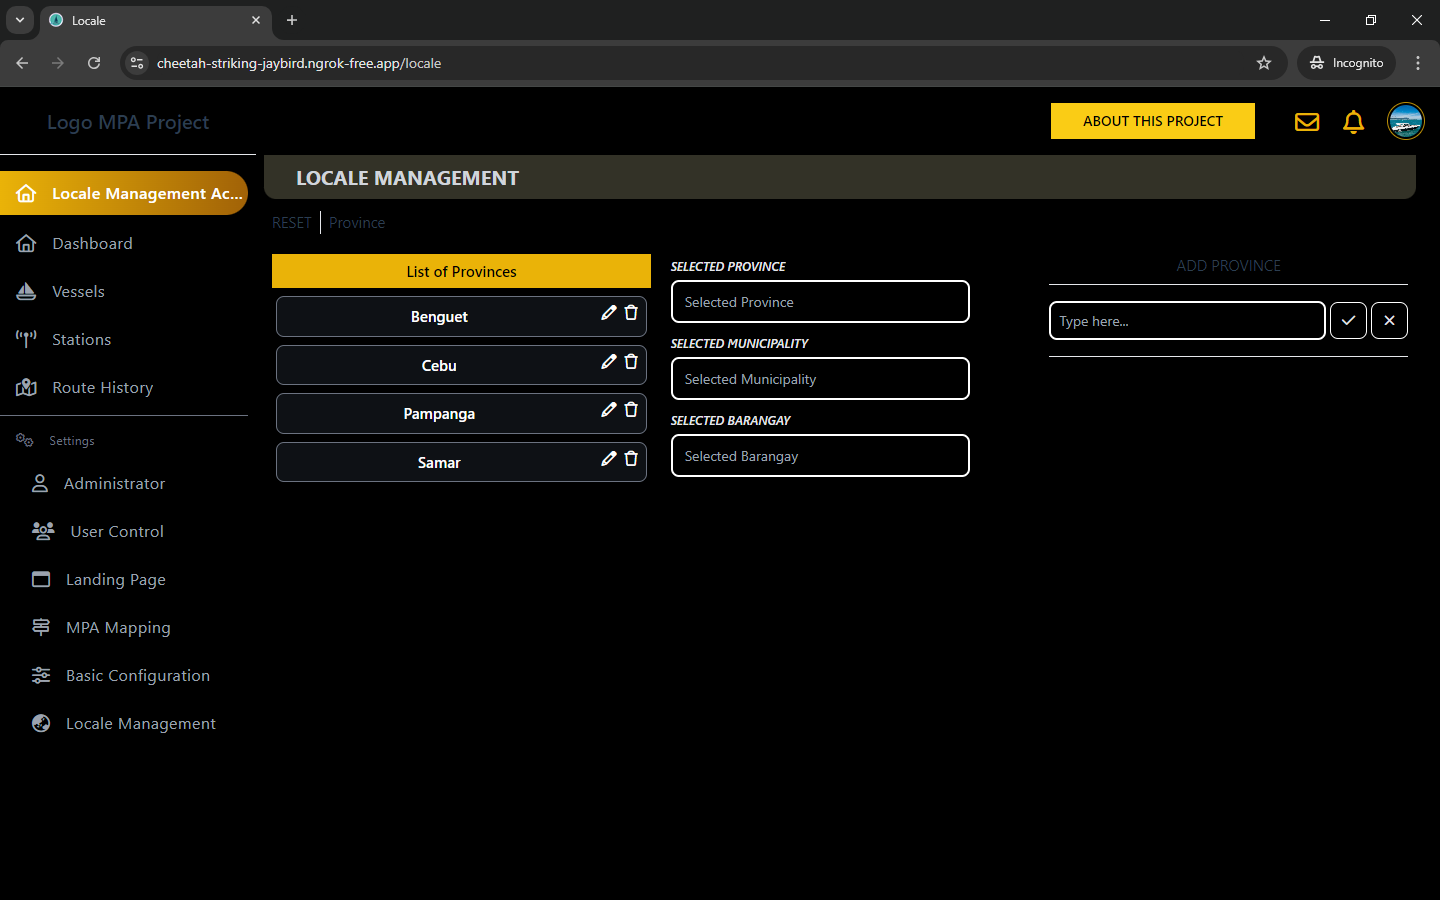 Locale
cheetah-striking-jaybird.ngrok-free.app/locale
Incognito
Logo MPA Project
ABOUT THIS PROJECT
Locale Management Ac...
LOCALE MANAGEMENT
RESET
Province
Dashboard
Vessels
Stations
Route History
Settings
Administrator
User Control
Landing Page
MPA Mapping
Basic Configuration
Locale Management
List of Provinces
Benguet
Cebu
Pampanga
Samar
SELECTED PROVINCE
Selected Province
SELECTED MUNICIPALITY
Selected Municipality
SELECTED BARANGAY
Selected Barangay
ADD PROVINCE
Type here...